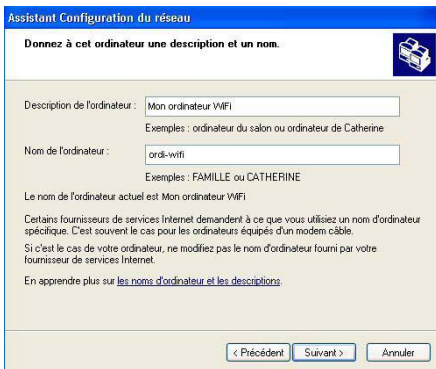 Assistant Configuration du réseau
Donnez à cet ordinateur une description et un nom.
Description de l'ordinateur : Mon ordinateur WiFi
Exemples : ordinateur du salon ou ordinateur de Catherine
Nom de l'ordinateur : ordi-wifi
Exemples : FAMILLE ou CATHERINE
Le nom de l'ordinateur actuel est Mon ordinateur WiFi
Certains fournisseurs de services Internet demandent à ce que vous utilisiez un nom d'ordinateur
spécifique. C'est souvent le cas pour les ordinateurs équipés d'un modem câble.
Si c'est le cas de votre ordinateur, ne modifiez pas le nom d'ordinateur fourni par votre
fournisseur de services Internet.
En apprendre plus sur les noms d'ordinateur et les descriptions.
< Précédent Suivant > Annuler